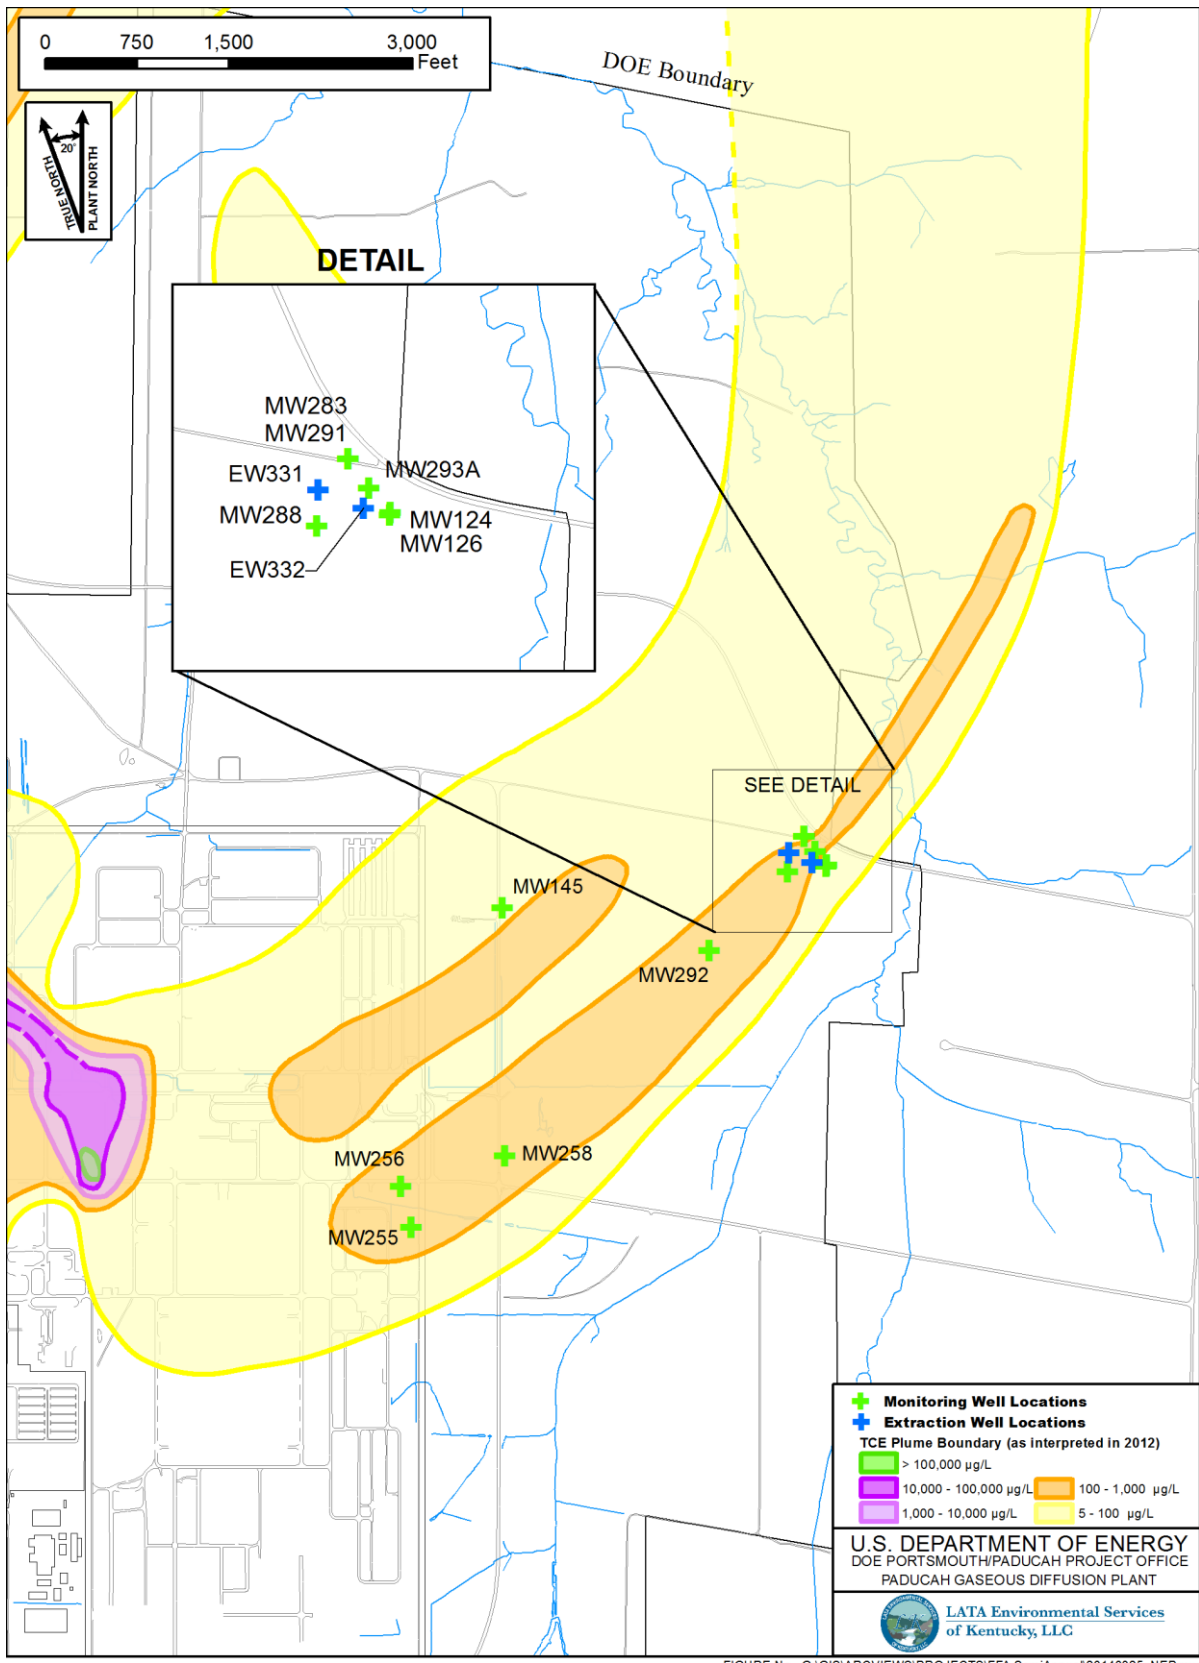 0 750 1,500 3,000
Feet
DOE Boundary
20°
TRUE NORTH
PLANT NORTH
DETAIL
MW283
MW291
MW293A
EW331
MW288
MW124
MW126
EW332
SEE DETAIL
MW145
MW292
MW256
MW258
MW255
Monitoring Well Locations
Extraction Well Locations
TCE Plume Boundary (as interpreted in 2012)
> 100,000 µg/L
10,000 - 100,000 µg/L 100 - 1,000 µg/L
1,000 - 10,000 µg/L 5 - 100 µg/L
U.S. DEPARTMENT OF ENERGY
DOE PORTSMOUTH/PADUCAH PROJECT OFFICE
PADUCAH GASEOUS DIFFUSION PLANT
LATA Environmental Services
of Kentucky, LLC